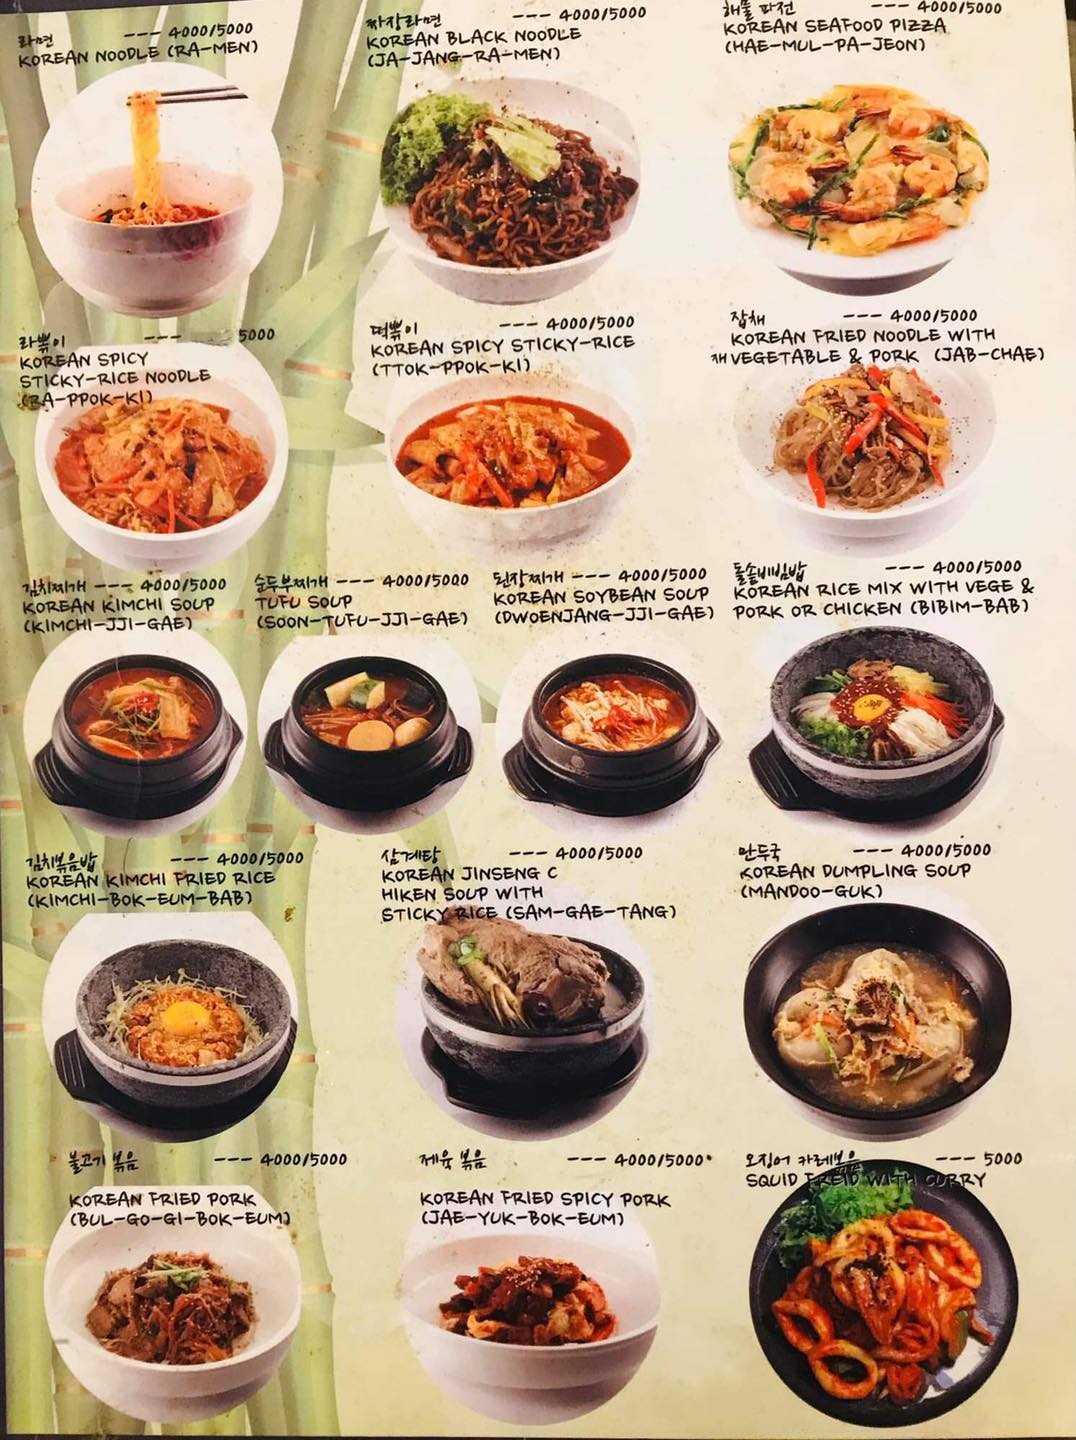 라면 --- 4000/5000
KOREAN NOODLE (RA-MEN)
짜장라면 --- 4000/5000
KOREAN BLACK NOODLE
(JA-JANG-RA-MEN)
해물 파전 --- 4000/5000
KOREAN SEAFOOD PIZZA
(HAE-MUL-PA-JEON)
라뽂이 --- 5000
KOREAN SPICY
STICKY-RICE NOODLE
(RA-PPOK-KI)
떡뽂이 --- 4000/5000
KOREAN SPICY STICKY-RICE
(TTOK-PPOK-KI)
잡채 --- 4000/5000
KOREAN FRIED NOODLE WITH
재 VEGETABLE & PORK (JAB-CHAE)
김치찌개 --- 4000/5000
KOREAN KIMCHI SOUP
(KIMCHI-JJI-GAE)
순두부찌개 --- 4000/5000
TUFU SOUP
(SOON-TUFU-JJI-GAE)
된장찌개 --- 4000/5000
KOREAN SOYBEAN SOUP
(DWOENJANG-JJI-GAE)
돌솥비빔밥 --- 4000/5000
KOREAN RICE MIX WITH VEGE &
PORK OR CHICKEN (BIBIM-BAB)
김치볶음밥 --- 4000/5000
KOREAN KIMCHI FRIED RICE
(KIMCHI-BOK-EUM-BAB)
삼계탕 --- 4000/5000
KOREAN JINSENG C
HIKEN SOUP WITH
STICKY RICE (SAM-GAE-TANG)
만두국 --- 4000/5000
KOREAN DUMPLING SOUP
(MANDOO-GUK)
불고기 볶음 --- 4000/5000
KOREAN FRIED PORK
(BUL-GO-GI-BOK-EUM)
제육 볶음 --- 4000/5000
KOREAN FRIED SPICY PORK
(JAE-YUK-BOK-EUM)
오징어 카레볶음 --- 5000
SQUID FREID WITH CURRY